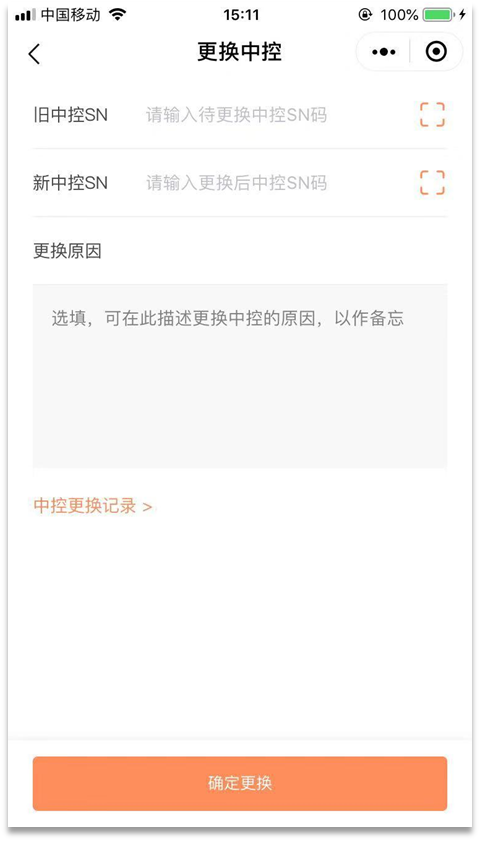 中国移动 15:11 100%
更换中控
旧中控SN 请输入待更换中控SN码
新中控SN 请输入更换后中控SN码
更换原因
选填，可在此描述更换中控的原因，以作备忘
中控更换记录 >
确定更换